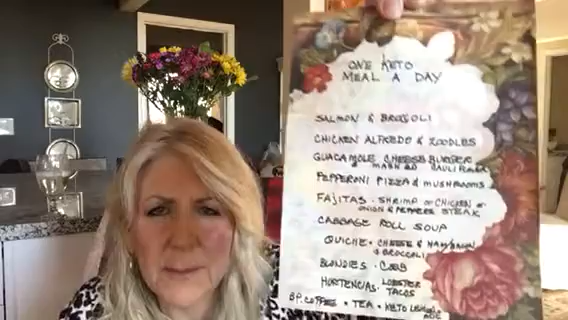 ONE KETO
MEAL A DAY
SALMON & BROCOLI
CHICKEN ALFREDO & ZOODLES
GUACAMOLE CHEESE BURGER
& MASHED CAULIFLOWER
PEPPERONI PIZZA & MUSHROOMS
FAJITAS - SHRIMP OR CHICKEN OR
ONION & PEPPERS STEAK
CABBAGE ROLL SOUP
QUICHE - CHEESE & HAM/BACON
& BROCCOLI
BLONDIES - COBB
HORTENCIAS LOBSTER
TACOS
BP. COFFEE • TEA • KETO